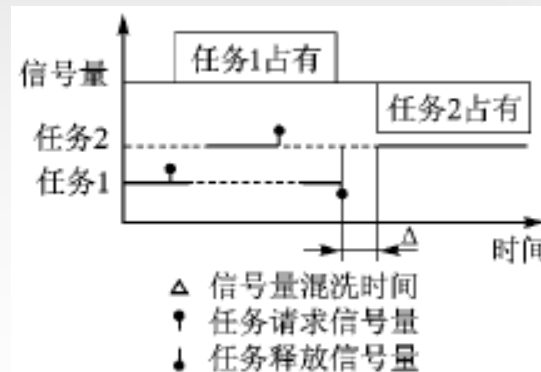 任务1占有
信号量
任务2占有
任务2
任务1
Δ
时间
Δ 信号量混洗时间
任务请求信号量
任务释放信号量